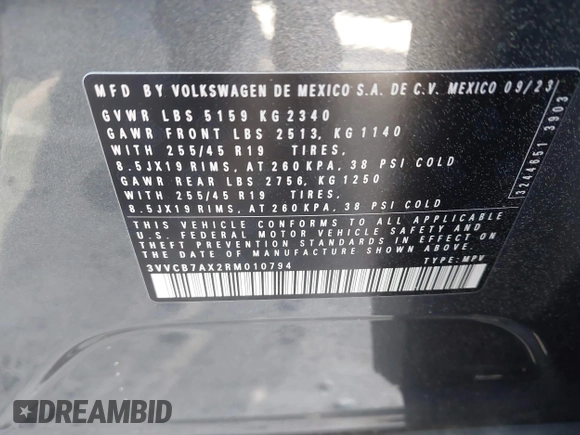 MFD BY VOLKSWAGEN DE MEXICO S.A. DE C.V. MEXICO 09/23
GVWR LBS 5159 KG 2340
GAWR FRONT LBS 2513, KG 1140
WITH 255/45 R19 TIRES,
8.5JX19 RIMS, AT 260 KPA, 38 PSI COLD
GAWR REAR LBS 2756, KG 1250
WITH 255/45 R19 TIRES,
8.5JX19 RIMS, AT 260 KPA, 38 PSI COLD
THIS VEHICLE CONFORMS TO ALL APPLICABLE
U.S. FEDERAL MOTOR VEHICLE SAFETY AND
THEFT PREVENTION STANDARDS IN EFFECT ON
THE DATE OF MANUFACTURE SHOWN ABOVE.
3VVCB7AX2RM010794 TYPE: MPV
3244651 3903
DREAMBID